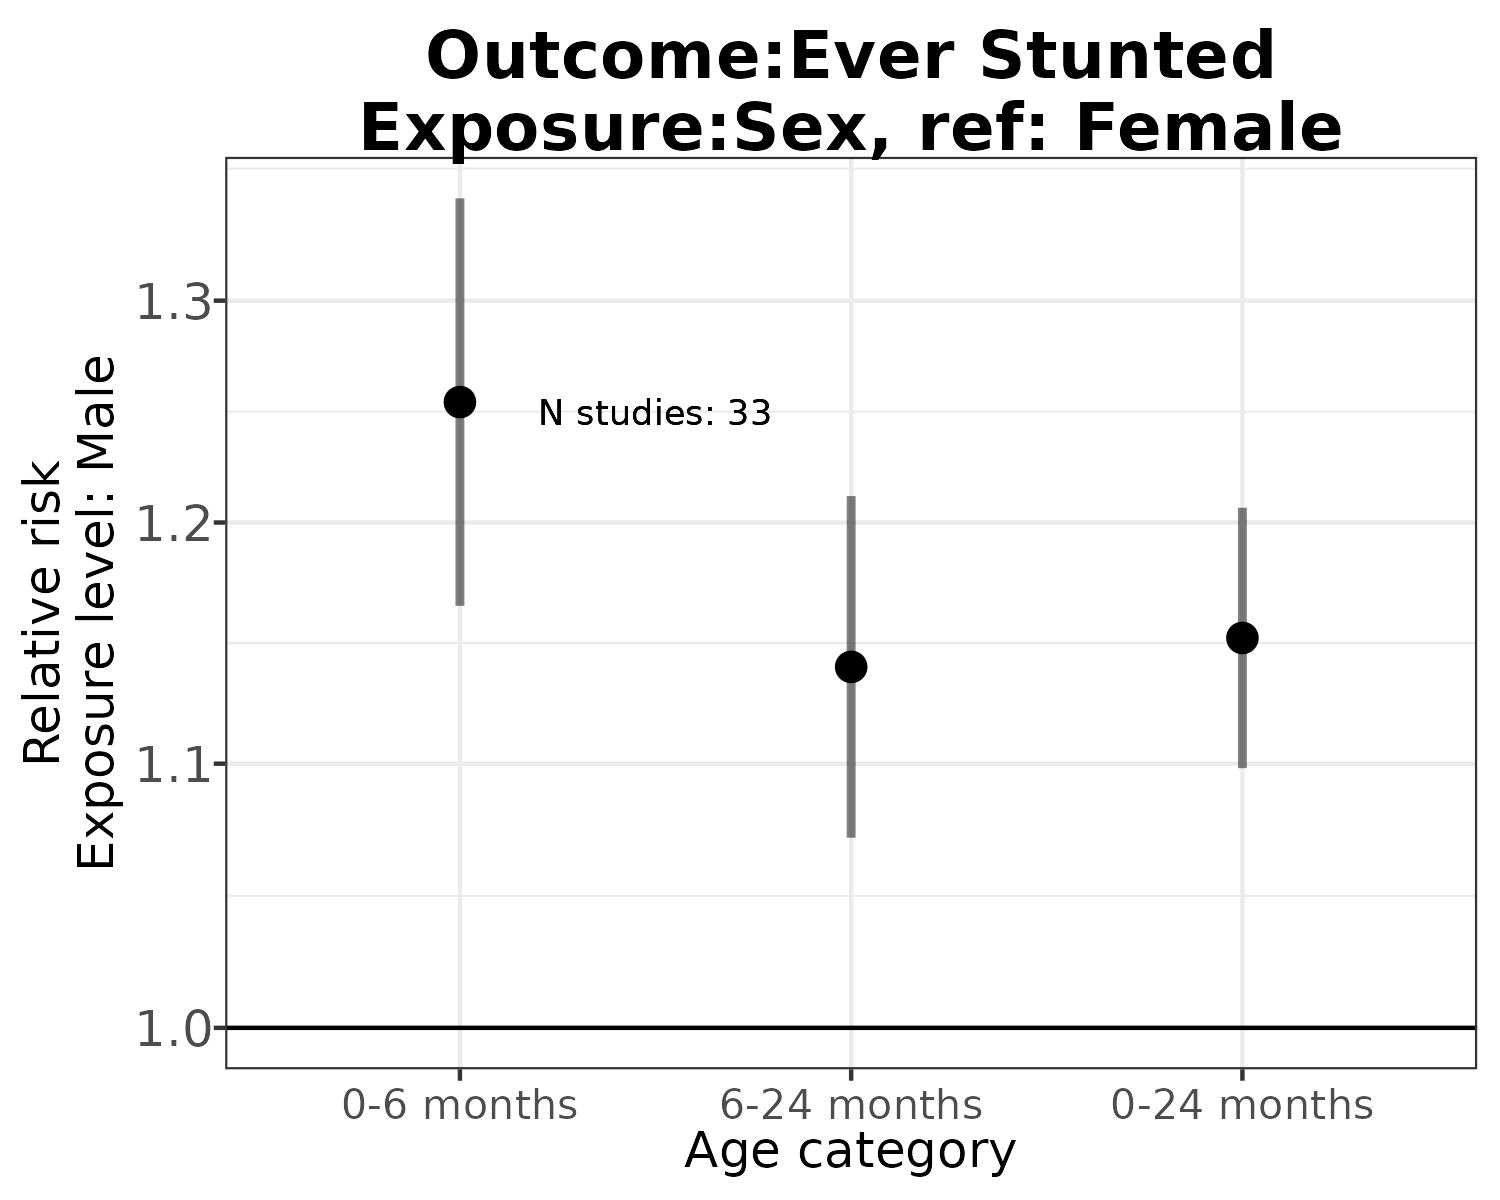 Outcome:Ever Stunted
Exposure:Sex, ref: Female
Relative risk
Exposure level: Male
1.3
1.2
1.1
1.0
N studies: 33
0-6 months
6-24 months
0-24 months
Age category